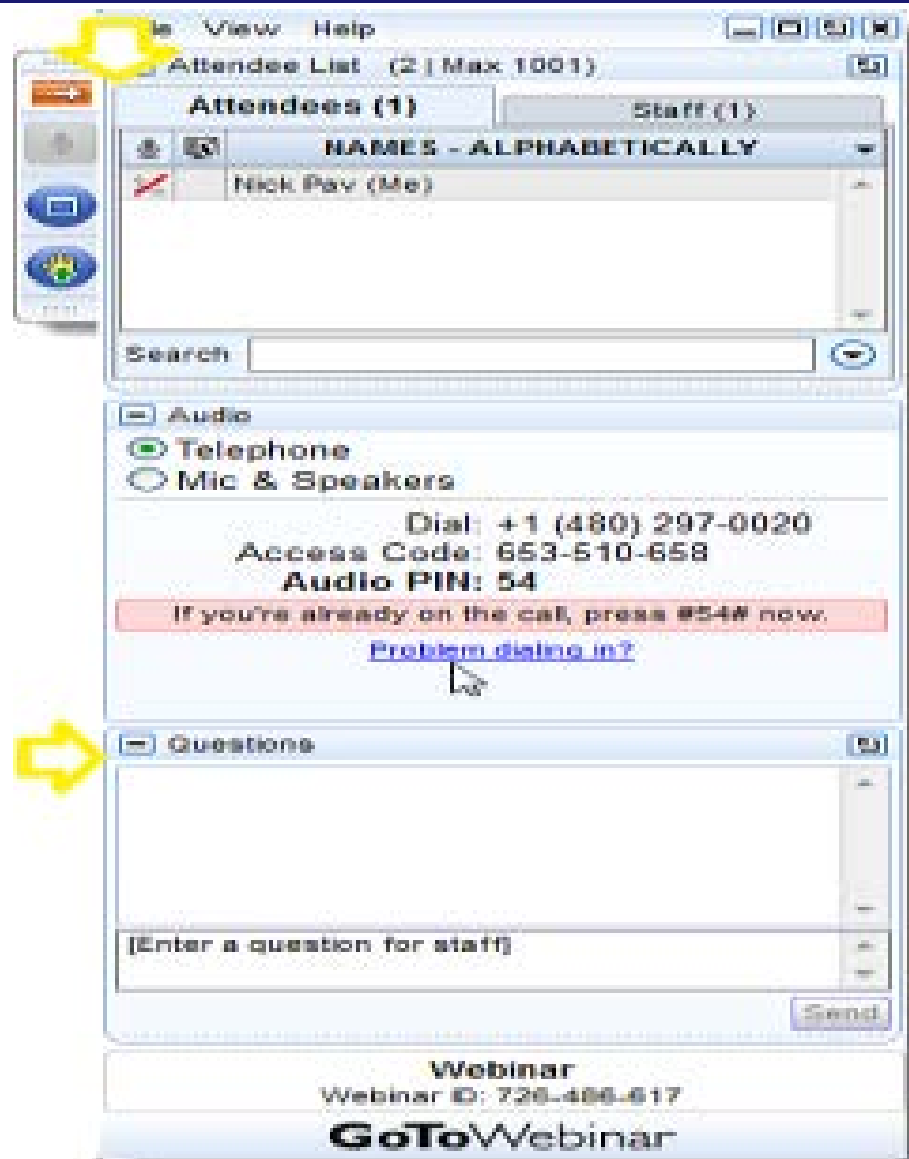 View Help
Attendee List (2 | Max 1001)
Attendees (1) Staff (1)
NAMES - ALPHABETICALLY
Nick Pav (Me)
Search
Audio
Telephone
Mic & Speakers
Dial: +1 (480) 297-0020
Access Code: 653-510-658
Audio PIN: 54
If you're already on the call, press #54# now.
Problem dialing in?
Questions
[Enter a question for staff]
Send
Webinar
Webinar ID: 726-486-617
GoToWebinar